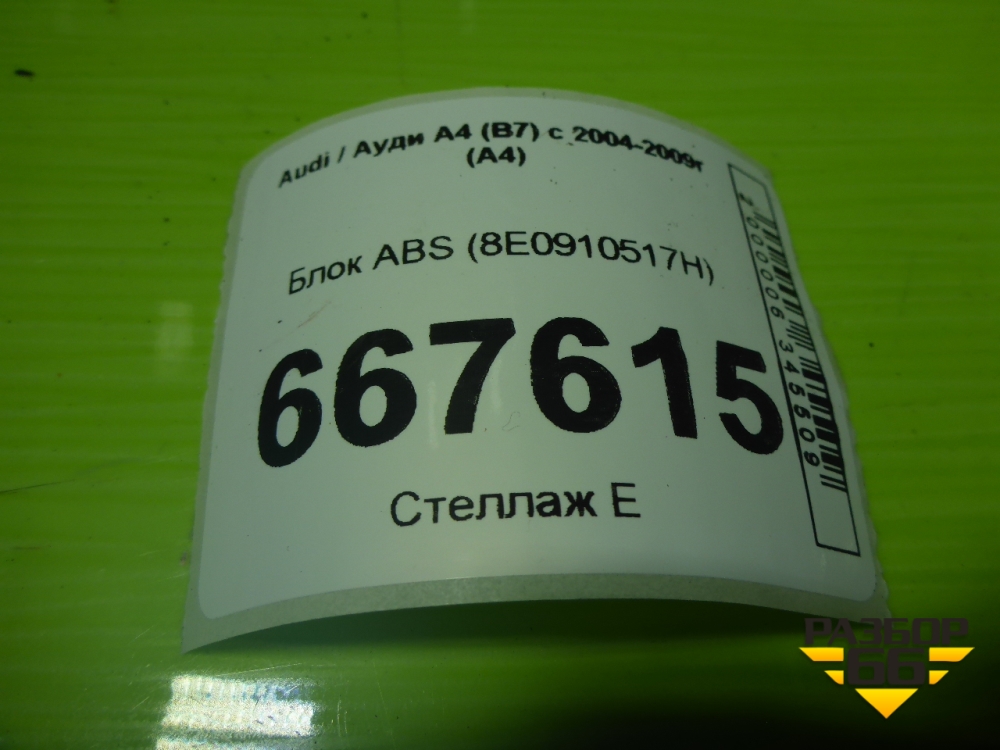 Audi / Ауди A4 (B7) с 2004-2009г
(A4)
Блок ABS (8E0910517H)
667615
Стеллаж Е
2000006345609
РАЗБОР
66